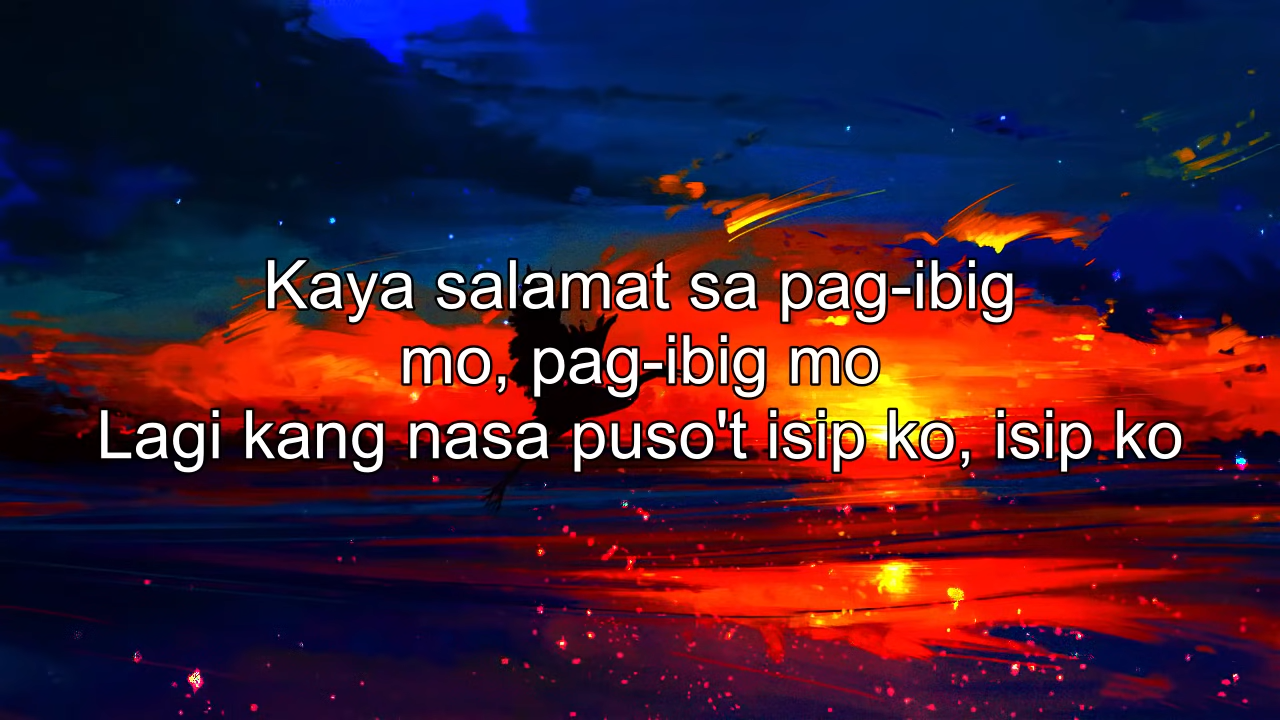 Kaya salamat sa pag-ibig
mo, pag-ibig mo
Lagi kang nasa puso't isip ko, isip ko